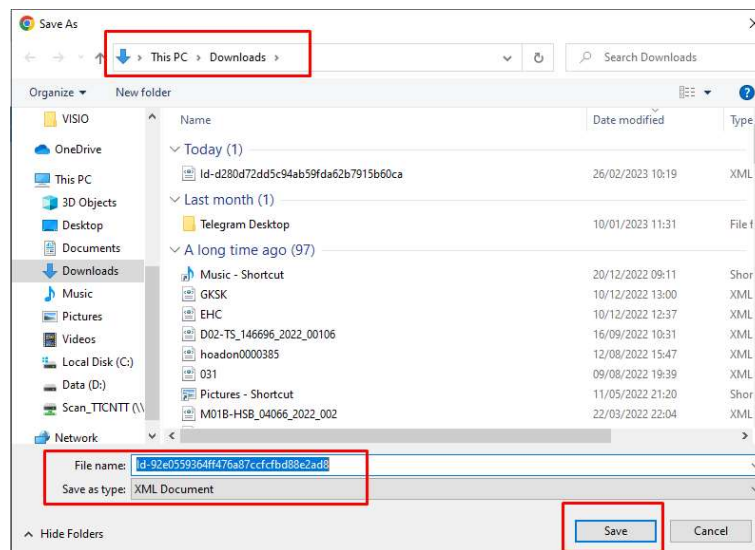 Save As
This PC > Downloads >
Search Downloads
Organize New folder
Name Date modified Type
VISIO
OneDrive
This PC
3D Objects
Desktop
Documents
Downloads
Music
Pictures
Videos
Local Disk (C:)
Data (D:)
Scan_TTCNTT (\\
Network
Today (1)
Id-d280d72dd5c94ab59fda62b7915b60ca 26/02/2023 10:19 XML
Last month (1)
Telegram Desktop 10/01/2023 11:31 File f
A long time ago (97)
Music - Shortcut 20/12/2022 09:11 Shor
GKSK 10/12/2022 13:00 XML
EHC 10/12/2022 12:37 XML
D02-TS_146696_2022_00106 16/09/2022 10:31 XML
hoadon0000385 12/08/2022 15:47 XML
031 09/08/2022 19:39 XML
Pictures - Shortcut 11/05/2022 21:20 Shor
M01B-HSB_04066_2022_002 22/03/2022 22:04 XML
File name: Id-92e0559364ff476a87ccfcfbd88e2ad8
Save as type: XML Document
Hide Folders
Save Cancel